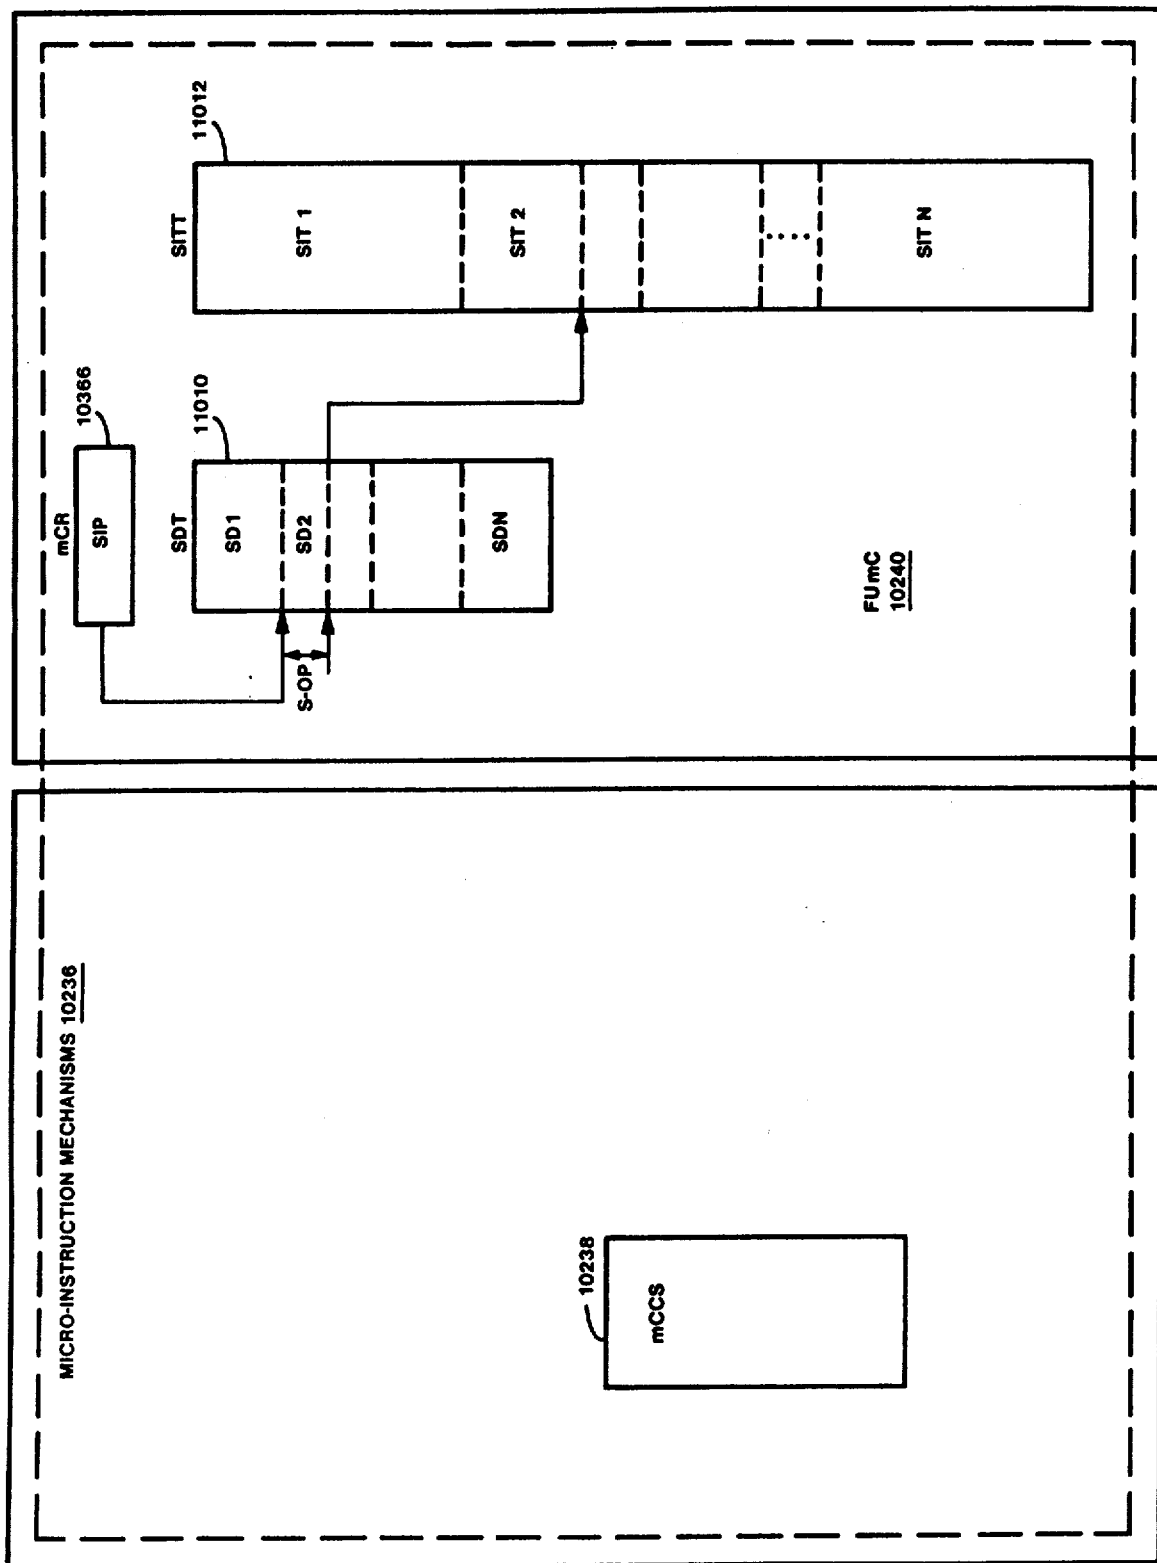 MICRO-INSTRUCTION MECHANISMS 10236
mCCS
10238
mCR
SIP
10366
SDT
11010
SD1
SD2
SDN
S-OP
SITT
11012
SIT 1
SIT 2
SIT N
FUmC
10240